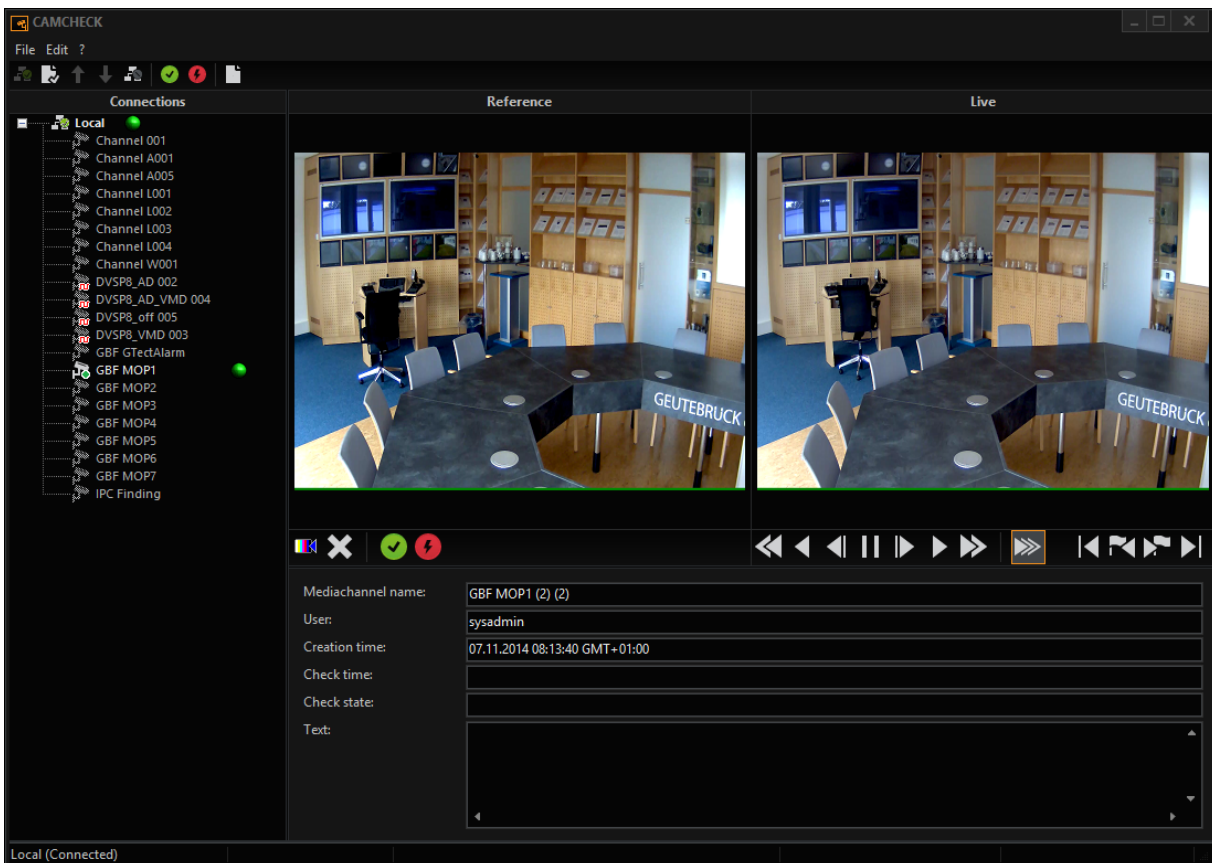 CAMCHECK
File Edit ?
Connections
Reference
Live
Local
Channel 001
Channel A001
Channel A005
Channel L001
Channel L002
Channel L003
Channel L004
Channel W001
DVSP8_AD 002
DVSP8_AD_VMD 004
DVSP8_off 005
DVSP8_VMD 003
GBF GTectAlarm
GBF MOP1
GBF MOP2
GBF MOP3
GBF MOP4
GBF MOP5
GBF MOP6
GBF MOP7
IPC Finding
GEUTEBRUCK
GEUTEBRUCK
Mediachannel name: GBF MOP1 (2) (2)
User: sysadmin
Creation time: 07.11.2014 08:13:40 GMT+01:00
Check time:
Check state:
Text:
Local (Connected)